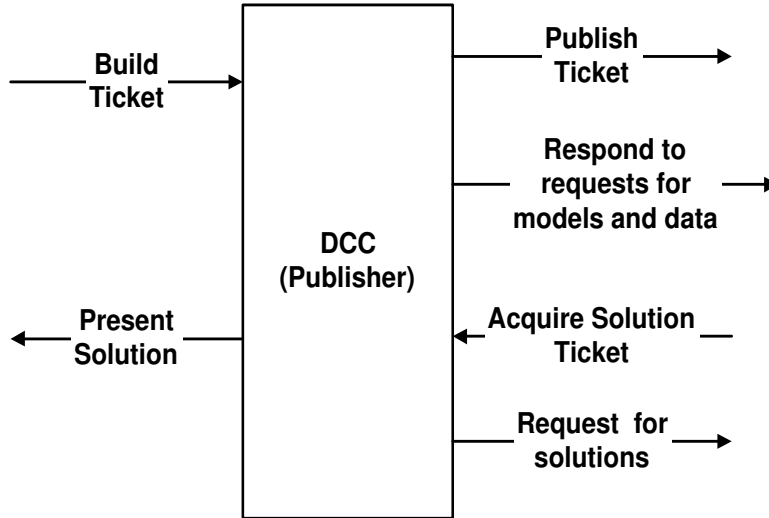 Build
Ticket
Present
Solution
DCC
(Publisher)
Publish
Ticket
Respond to
requests for
models and data
Acquire Solution
Ticket
Request for
solutions